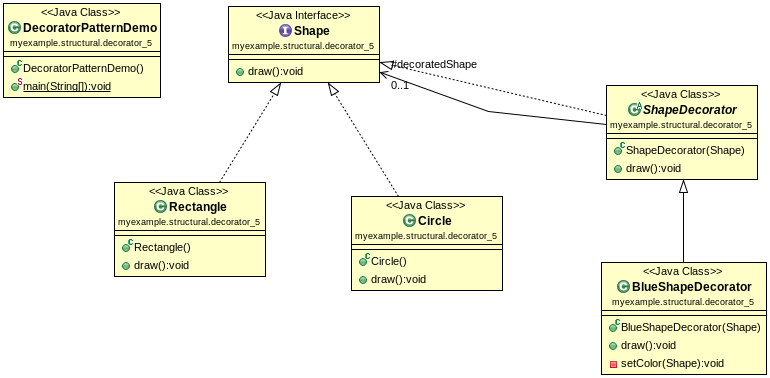 <<Java Class>>
DecoratorPatternDemo
myexample.structural.decorator_5
DecoratorPatternDemo()
main(String[]):void
<<Java Interface>>
Shape
myexample.structural.decorator_5
draw():void
#decoratedShape
0..1
<<Java Class>>
ShapeDecorator
myexample.structural.decorator_5
ShapeDecorator(Shape)
draw():void
<<Java Class>>
Rectangle
myexample.structural.decorator_5
Rectangle()
draw():void
<<Java Class>>
Circle
myexample.structural.decorator_5
Circle()
draw():void
<<Java Class>>
BlueShapeDecorator
myexample.structural.decorator_5
BlueShapeDecorator(Shape)
draw():void
setColor(Shape):void